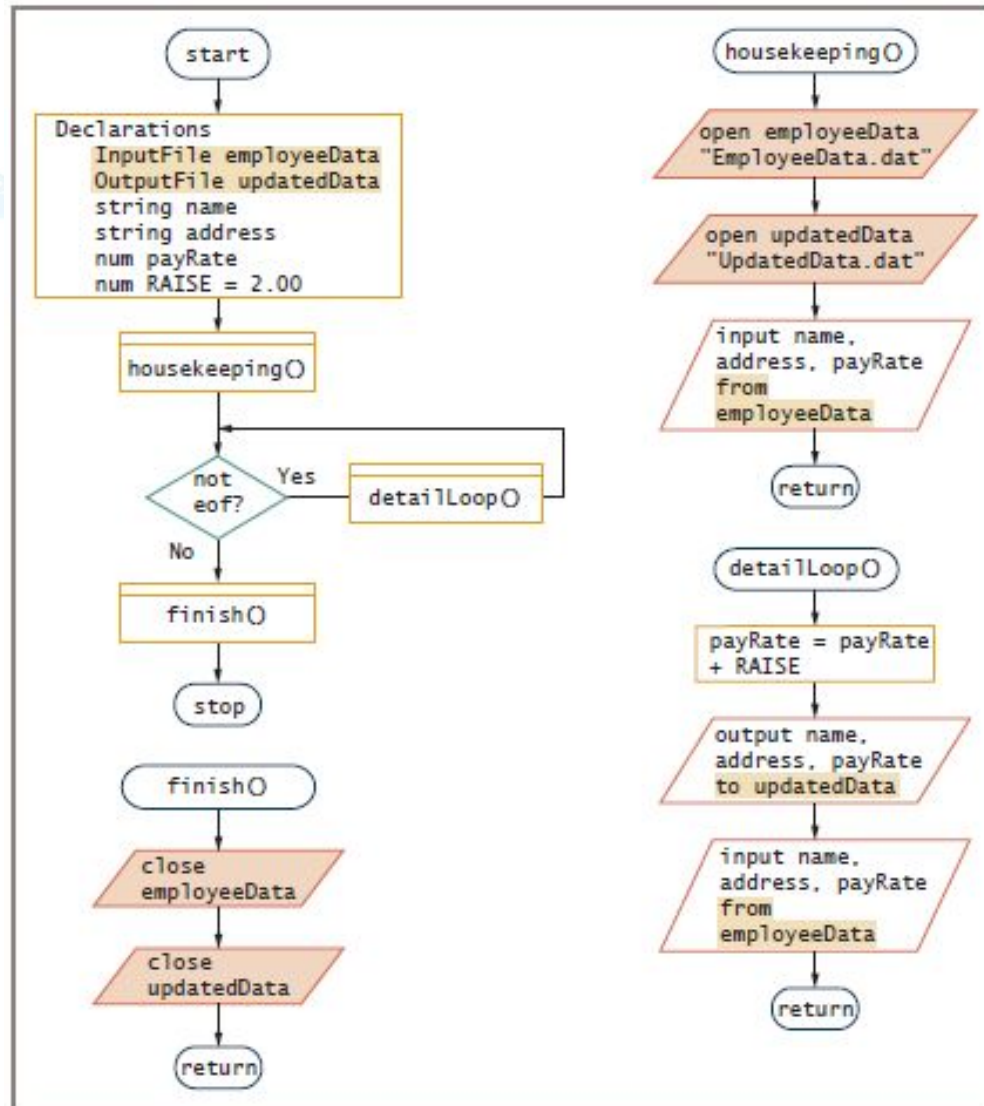 start
Declarations
InputFile employeeData
OutputFile updatedData
string name
string address
num payRate
num RAISE = 2.00
housekeeping()
not
eof?
Yes
detailLoop()
No
finish()
stop
finish()
close
employeeData
close
updatedData
return
housekeeping()
open employeeData
"EmployeeData.dat"
open updatedData
"UpdatedData.dat"
input name,
address, payRate
from
employeeData
return
detailLoop()
payRate = payRate
+ RAISE
output name,
address, payRate
to updatedData
input name,
address, payRate
from
employeeData
return